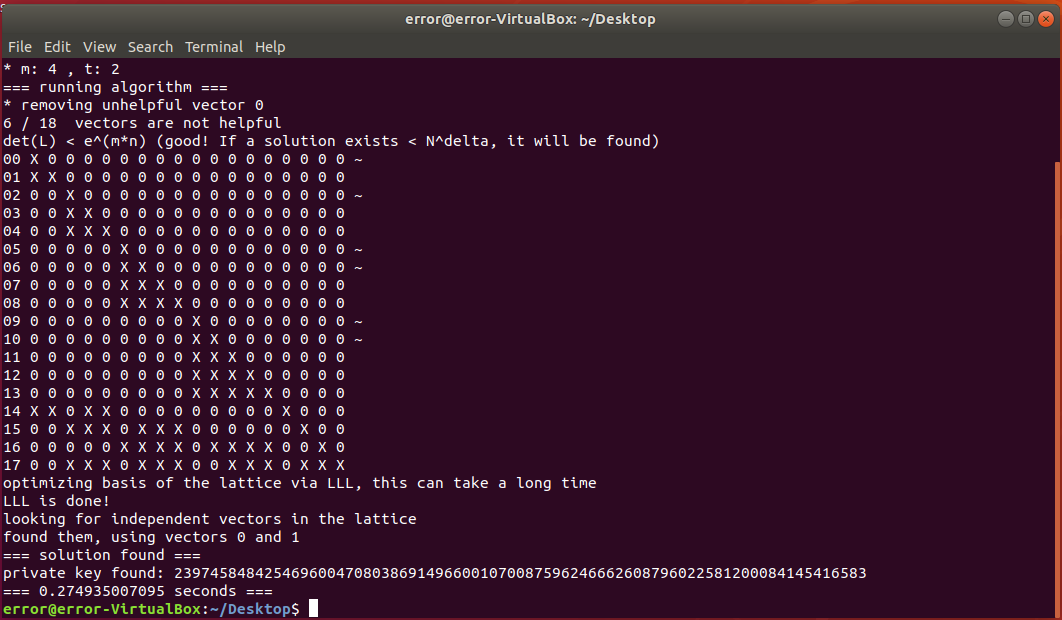 error@error-VirtualBox: ~/Desktop
File Edit View Search Terminal Help
* m: 4 , t: 2
=== running algorithm ===
* removing unhelpful vector 0
6 / 18  vectors are not helpful
det(L) < e^(m*n) (good! If a solution exists < N^delta, it will be found)
00 X 0 0 0 0 0 0 0 0 0 0 0 0 0 0 0 0 0 ~
01 X X 0 0 0 0 0 0 0 0 0 0 0 0 0 0 0 0
02 0 0 X 0 0 0 0 0 0 0 0 0 0 0 0 0 0 0 ~
03 0 0 X X 0 0 0 0 0 0 0 0 0 0 0 0 0 0
04 0 0 X X X 0 0 0 0 0 0 0 0 0 0 0 0 0
05 0 0 0 0 0 X 0 0 0 0 0 0 0 0 0 0 0 0 ~
06 0 0 0 0 0 X X 0 0 0 0 0 0 0 0 0 0 0 ~
07 0 0 0 0 0 X X X 0 0 0 0 0 0 0 0 0 0
08 0 0 0 0 0 X X X X 0 0 0 0 0 0 0 0 0
09 0 0 0 0 0 0 0 0 0 X 0 0 0 0 0 0 0 0 ~
10 0 0 0 0 0 0 0 0 0 X X 0 0 0 0 0 0 0 ~
11 0 0 0 0 0 0 0 0 0 X X X 0 0 0 0 0 0
12 0 0 0 0 0 0 0 0 0 X X X X 0 0 0 0 0
13 0 0 0 0 0 0 0 0 0 X X X X X 0 0 0 0
14 X X 0 X X 0 0 0 0 0 0 0 0 0 X 0 0 0
15 0 0 X X X 0 X X X 0 0 0 0 0 0 X 0 0
16 0 0 0 0 0 X X X X 0 X X X X 0 0 X 0
17 0 0 X X X 0 X X X 0 0 X X X 0 X X X
optimizing basis of the lattice via LLL, this can take a long time
LLL is done!
looking for independent vectors in the lattice
found them, using vectors 0 and 1
=== solution found ===
private key found: 23974584842546960047080386914966001070087596246662608796022581200084145416583
=== 0.274935007095 seconds ===
error@error-VirtualBox:~/Desktop$